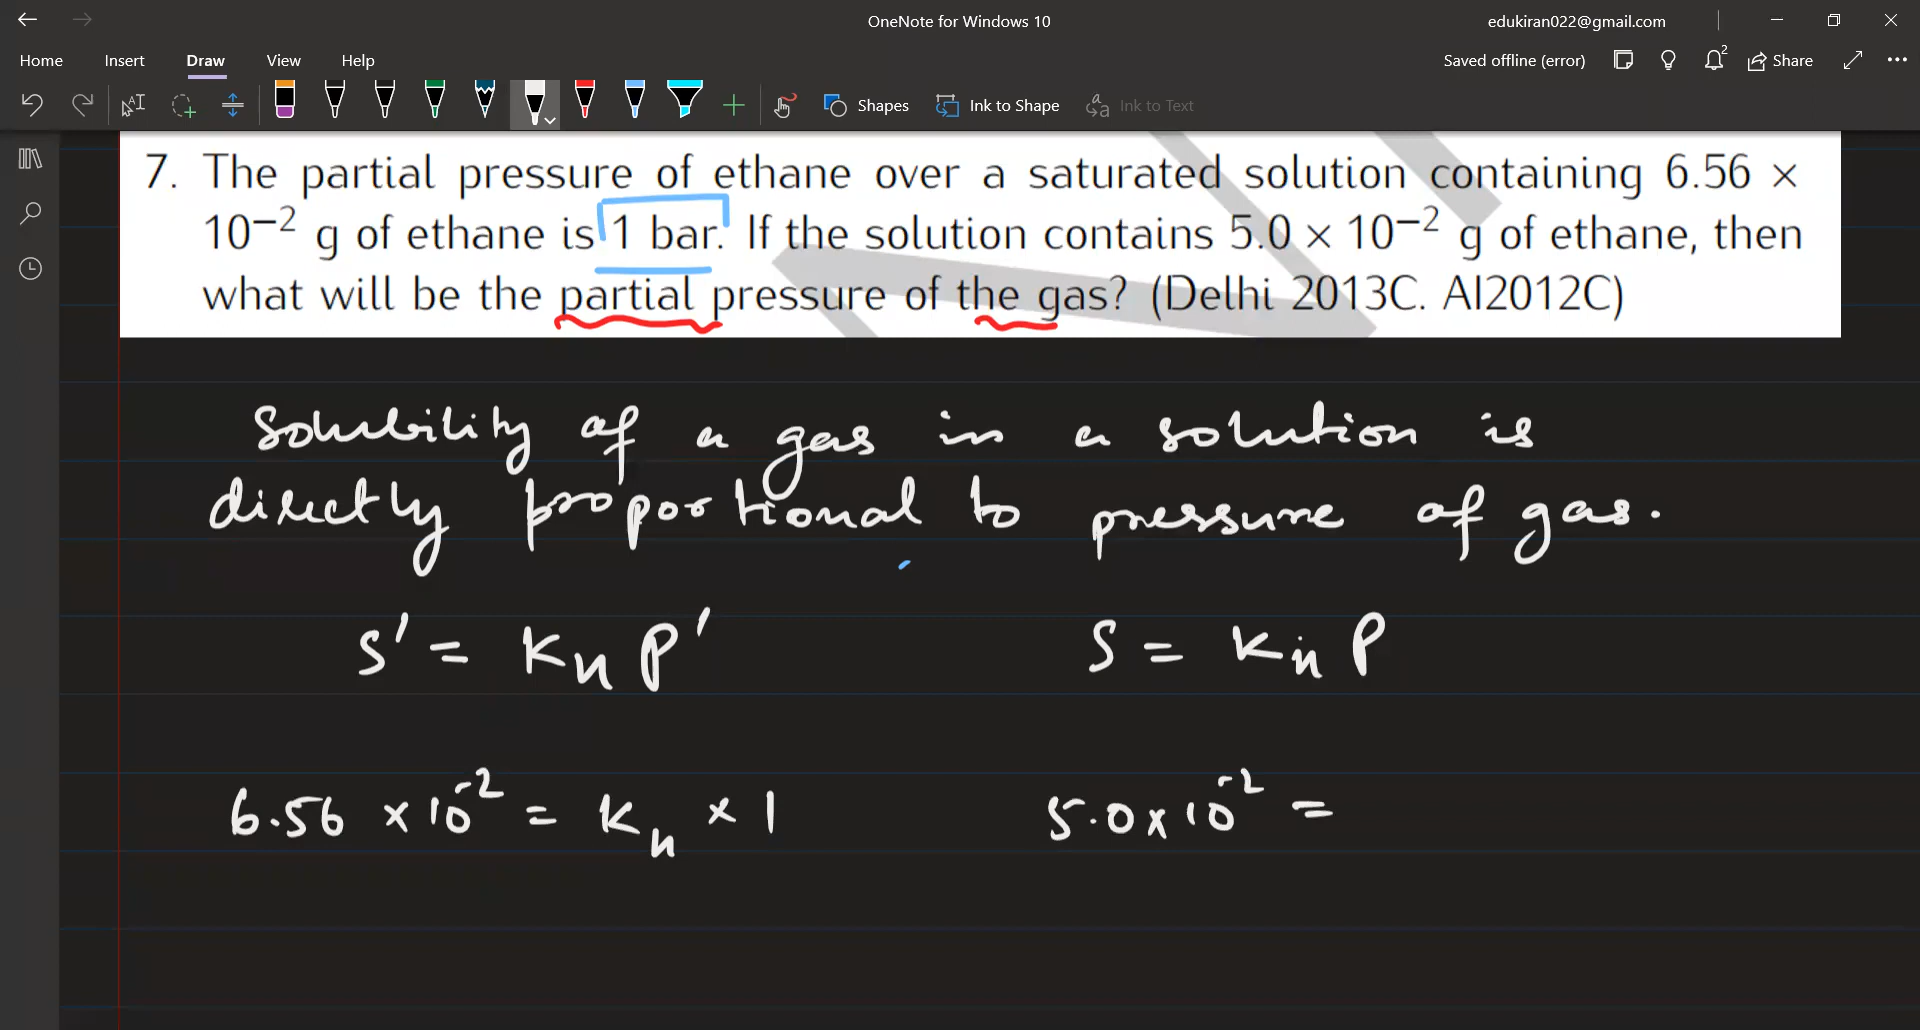 OneNote for Windows 10
edukiran022@gmail.com
Home Insert Draw View Help
Saved offline (error) 2 Share
Shapes Ink to Shape Ink to Text
7. The partial pressure of ethane over a saturated solution containing 6.56 ×
10⁻² g of ethane is 1 bar. If the solution contains 5.0 × 10⁻² g of ethane, then
what will be the partial pressure of the gas? (Delhi 2013C. AI2012C)
Solubility of a gas in a solution is
directly proportional to pressure of gas.
s' = K_H P' S = K_H P
6.56 × 10⁻² = K_H × 1 5.0 × 10⁻² =